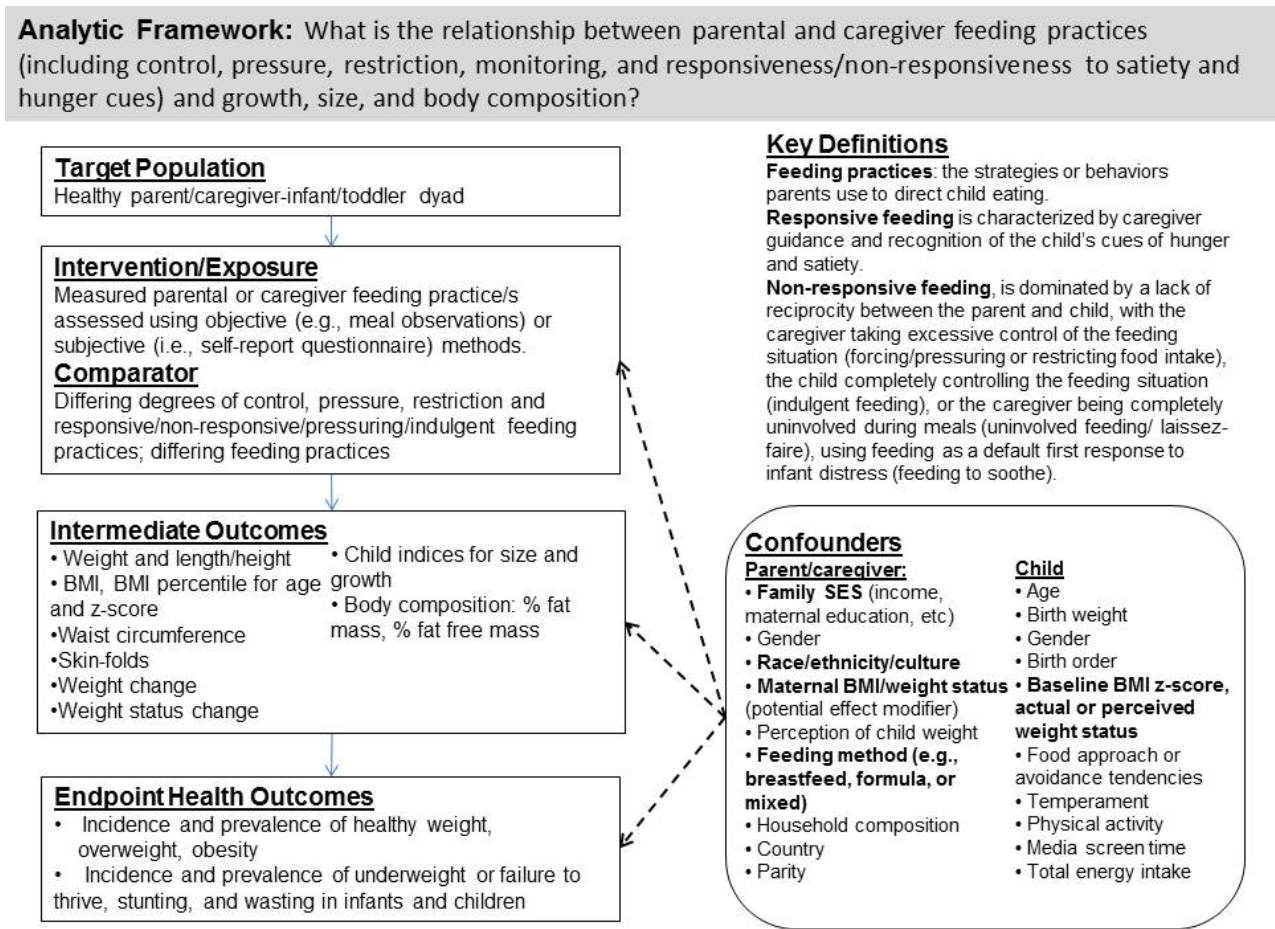 Analytic Framework: What is the relationship between parental and caregiver feeding practices
(including control, pressure, restriction, monitoring, and responsiveness/non-responsiveness to satiety and
hunger cues) and growth, size, and body composition?
Target Population
Healthy parent/caregiver-infant/toddler dyad
Intervention/Exposure
Measured parental or caregiver feeding practice/s
assessed using objective (e.g., meal observations) or
subjective (i.e., self-report questionnaire) methods.
Comparator
Differing degrees of control, pressure, restriction and
responsive/non-responsive/pressuring/indulgent feeding
practices; differing feeding practices
Intermediate Outcomes
• Weight and length/height
• BMI, BMI percentile for age
and z-score
•Waist circumference
•Skin-folds
•Weight change
•Weight status change
• Child indices for size and
growth
• Body composition: % fat
mass, % fat free mass
Endpoint Health Outcomes
• Incidence and prevalence of healthy weight,
overweight, obesity
• Incidence and prevalence of underweight or failure to
thrive, stunting, and wasting in infants and children
Key Definitions
Feeding practices: the strategies or behaviors
parents use to direct child eating.
Responsive feeding is characterized by caregiver
guidance and recognition of the child's cues of hunger
and satiety.
Non-responsive feeding, is dominated by a lack of
reciprocity between the parent and child, with the
caregiver taking excessive control of the feeding
situation (forcing/pressuring or restricting food intake),
the child completely controlling the feeding situation
(indulgent feeding), or the caregiver being completely
uninvolved during meals (uninvolved feeding/ laissez-
faire), using feeding as a default first response to
infant distress (feeding to soothe).
Confounders
Parent/caregiver:
• Family SES (income,
maternal education, etc)
• Gender
• Race/ethnicity/culture
• Maternal BMI/weight status
(potential effect modifier)
• Perception of child weight
• Feeding method (e.g.,
breastfeed, formula, or
mixed)
• Household composition
• Country
• Parity
Child
• Age
• Birth weight
• Gender
• Birth order
• Baseline BMI z-score,
actual or perceived
weight status
• Food approach or
avoidance tendencies
• Temperament
• Physical activity
• Media screen time
• Total energy intake